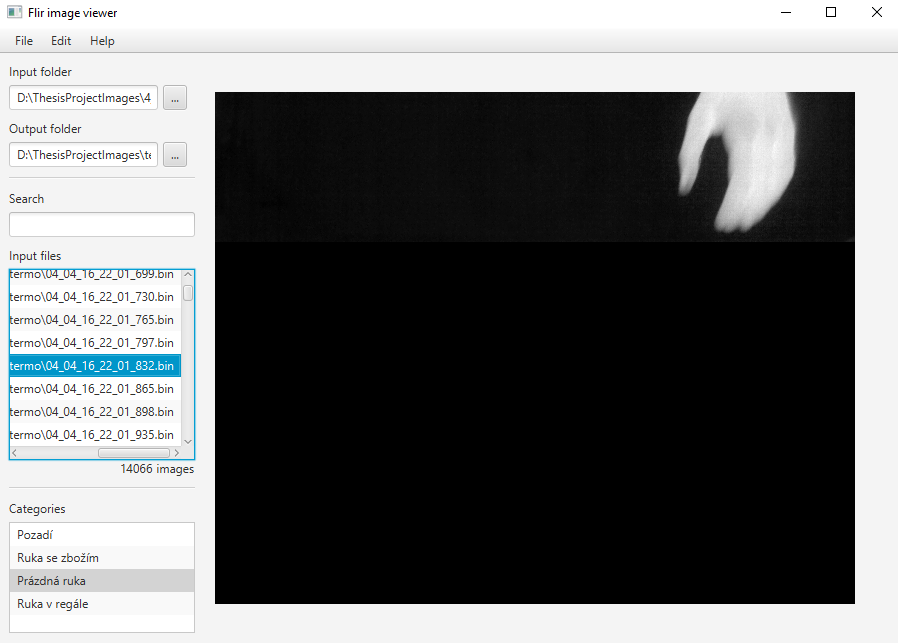 Flir image viewer
File Edit Help
Input folder
D:\ThesisProjectImages\4
...
Output folder
D:\ThesisProjectImages\te
...
Search
Input files
termo\04_04_16_22_01_699.bin
termo\04_04_16_22_01_730.bin
termo\04_04_16_22_01_765.bin
termo\04_04_16_22_01_797.bin
termo\04_04_16_22_01_832.bin
termo\04_04_16_22_01_865.bin
termo\04_04_16_22_01_898.bin
termo\04_04_16_22_01_935.bin
14066 images
Categories
Pozadí
Ruka se zbožím
Prázdná ruka
Ruka v regále